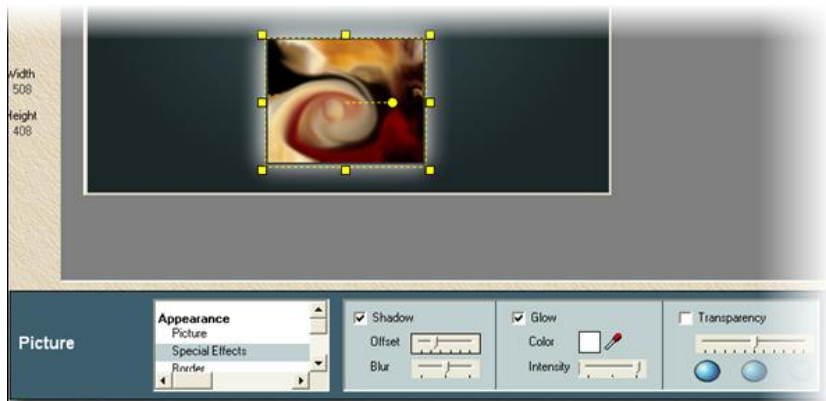 Width
508
Height
408
Picture
Appearance
Picture
Special Effects
Border
Shadow
Offset
Blur
Glow
Color
Intensity
Transparency